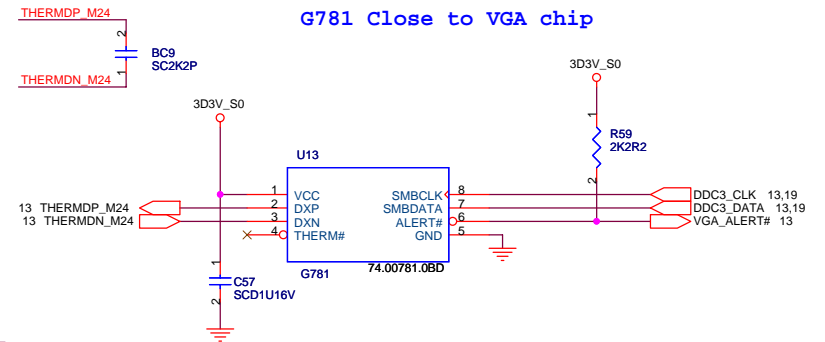 G781 Close to VGA chip
THERMDP_M24
2
BC9
SC2K2P
1
THERMDN_M24
3D3V_S0
3D3V_S0
1
R59
2K2R2
2
U13
1 VCC SMBCLK 8 DDC3_CLK 13,19
13 THERMDP_M24 2 DXP SMBDATA 7 DDC3_DATA 13,19
13 THERMDN_M24 3 DXN ALERT# 6 VGA_ALERT# 13
4 THERM# GND 5
G781 74.00781.0BD
1
C57
SCD1U16V
2